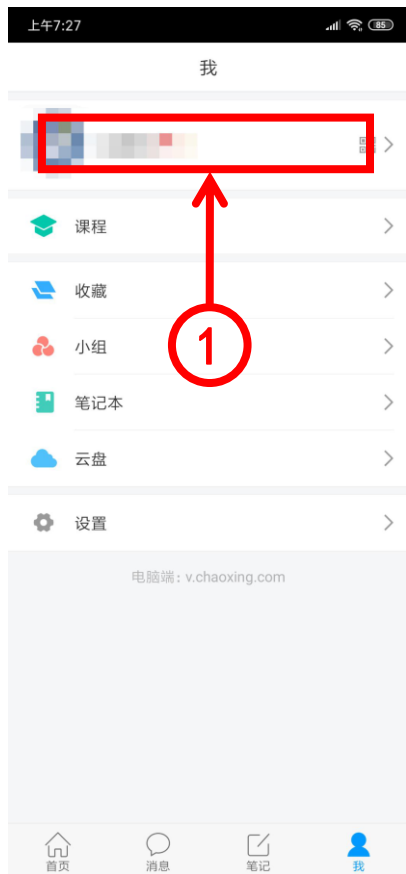 上午7:27
85
我
课程
收藏
小组
1
笔记本
云盘
设置
电脑端：v.chaoxing.com
首页
消息
笔记
我